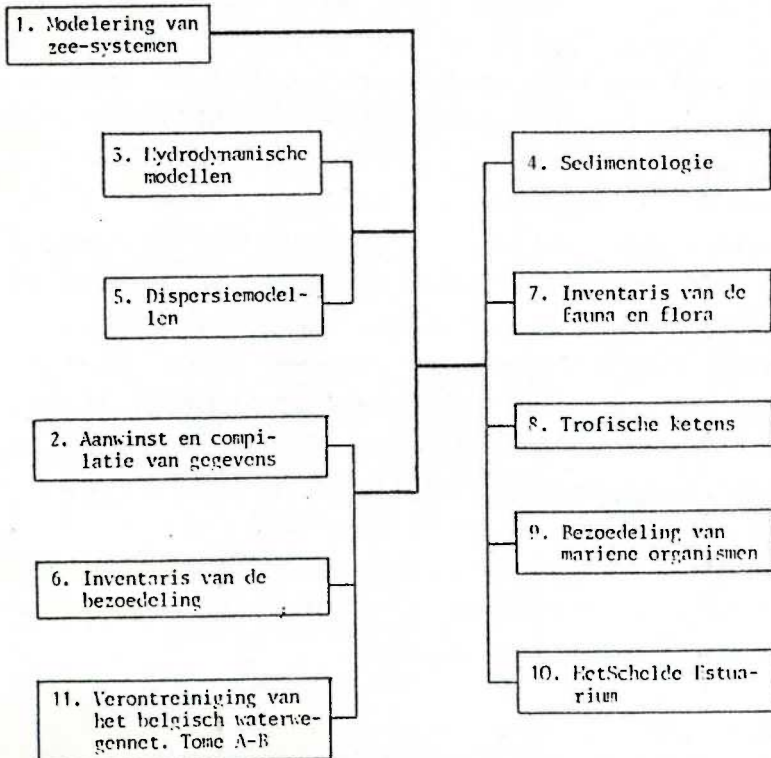 1. Modelering van
zee-systemen
3. Hydrodynamische
modellen
5. Dispersiemodel-
len
2. Aanwinst en compi-
latie van gegevens
6. Inventaris van de
bezoedeling
11. Verontreiniging van
het belgisch waterwe-
gennet. Tome A-B
4. Sedimentologie
7. Inventaris van de
fauna en flora
8. Trofische ketens
9. Bezoedeling van
mariene organismen
10. HetSchelde Estua-
rium